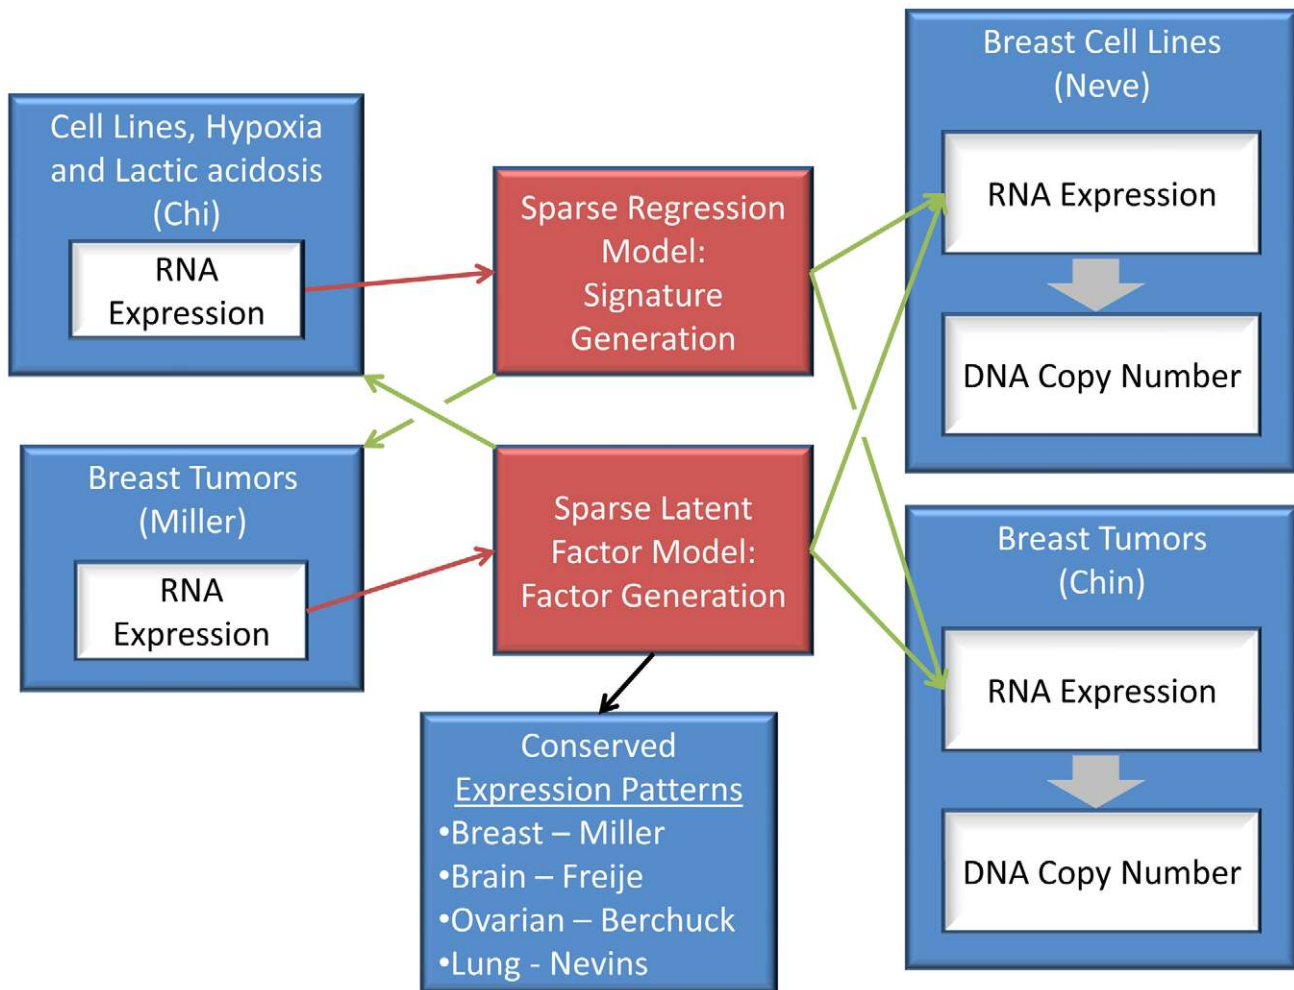 Cell Lines, Hypoxia
and Lactic acidosis
(Chi)
RNA
Expression
Breast Tumors
(Miller)
RNA
Expression
Sparse Regression
Model:
Signature
Generation
Sparse Latent
Factor Model:
Factor Generation
Conserved
Expression Patterns
•Breast – Miller
•Brain – Freije
•Ovarian – Berchuck
•Lung - Nevins
Breast Cell Lines
(Neve)
RNA Expression
DNA Copy Number
Breast Tumors
(Chin)
RNA Expression
DNA Copy Number